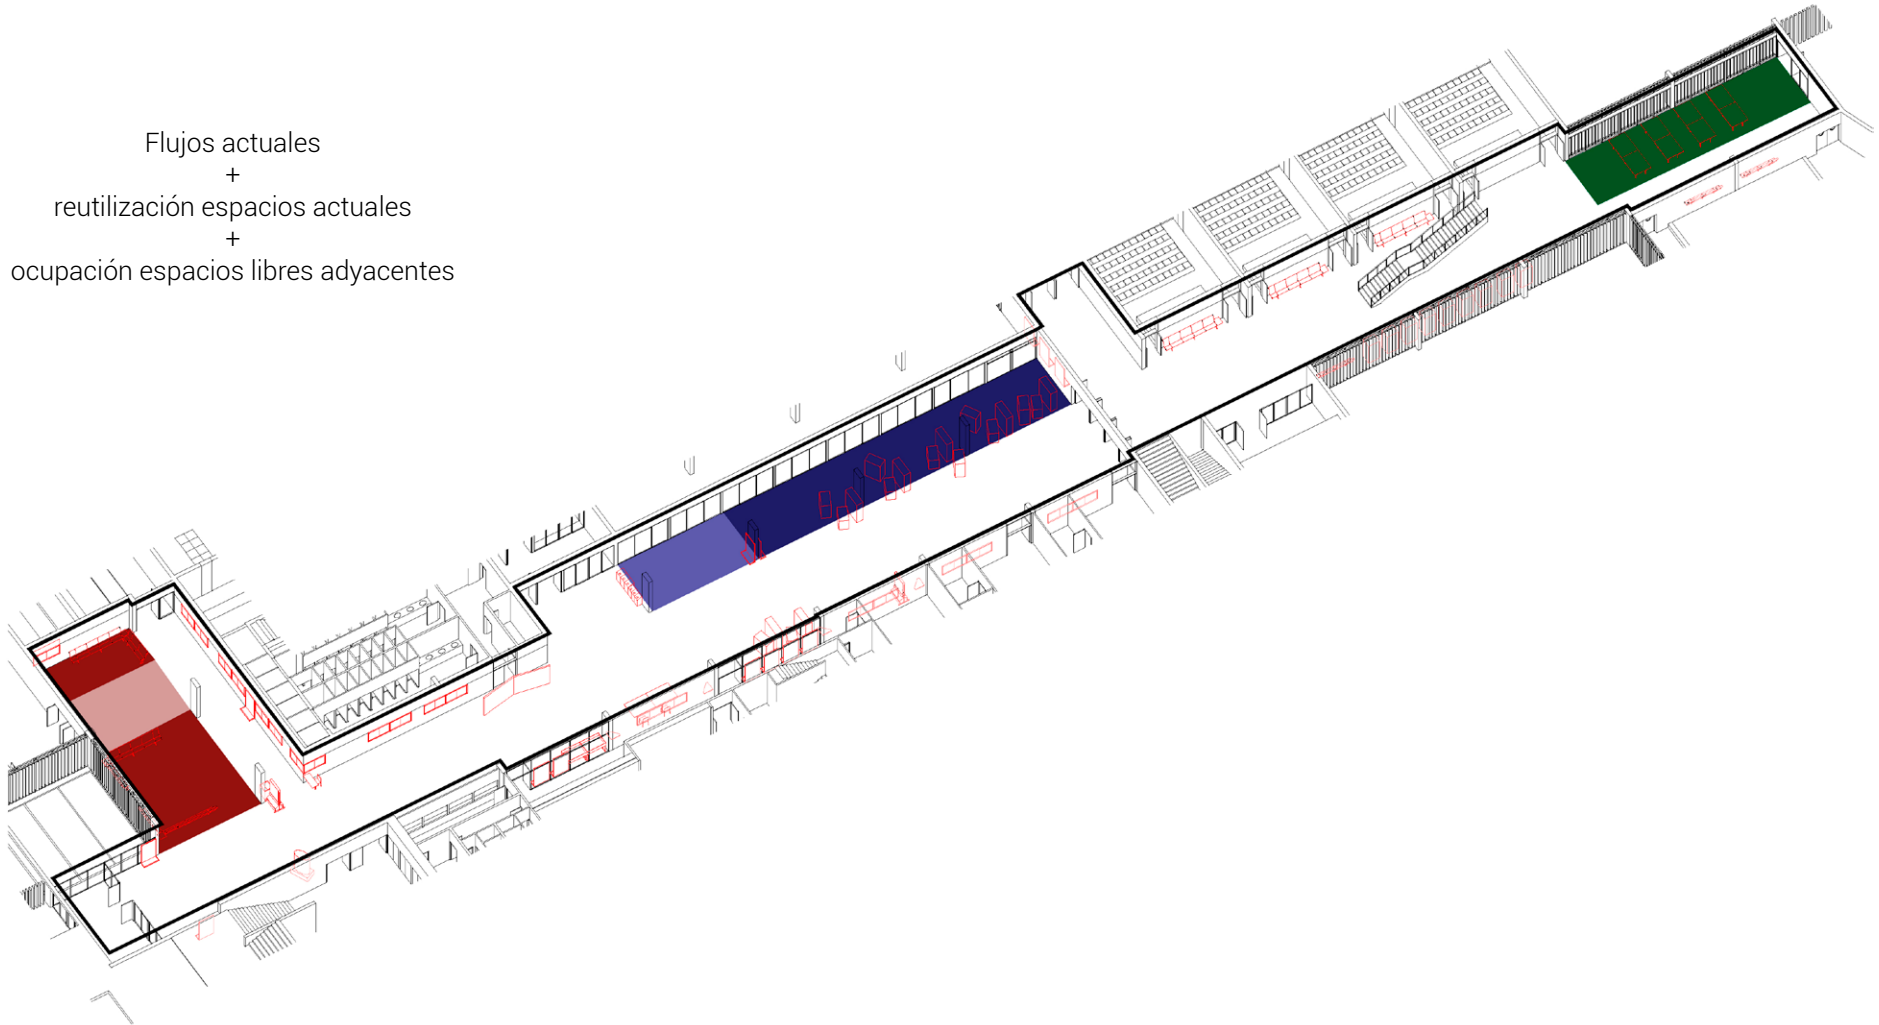 Flujos actuales
+
reutilización espacios actuales
+
ocupación espacios libres adyacentes